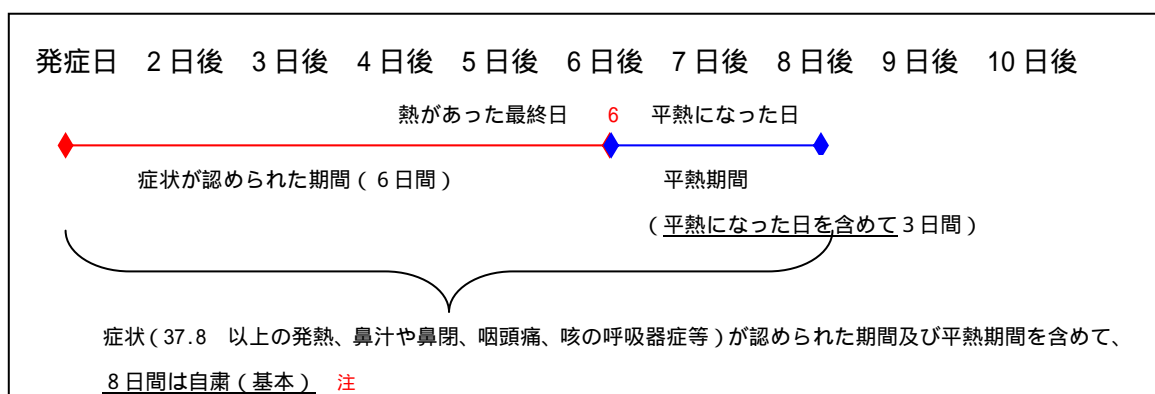 発症日 2日後 3日後 4日後 5日後 6日後 7日後 8日後 9日後 10日後
熱があった最終日 6 平熱になった日
症状が認められた期間(6日間) 平熱期間
(平熱になった日を含めて3日間)
症状(37.8 以上の発熱、鼻汁や鼻閉、咽頭痛、咳の呼吸器症等)が認められた期間及び平熱期間を含めて、
8日間は自粛(基本) 注